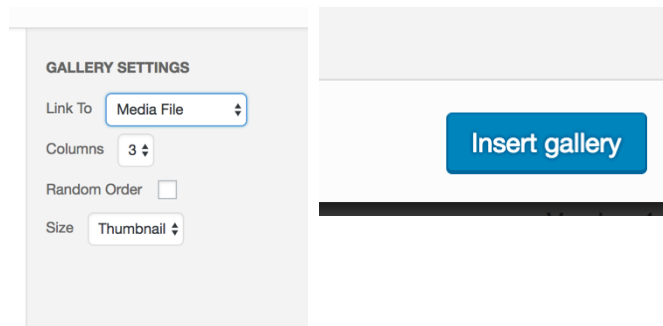 GALLERY SETTINGS
Link To Media File
Columns 3
Random Order
Size Thumbnail
Insert gallery